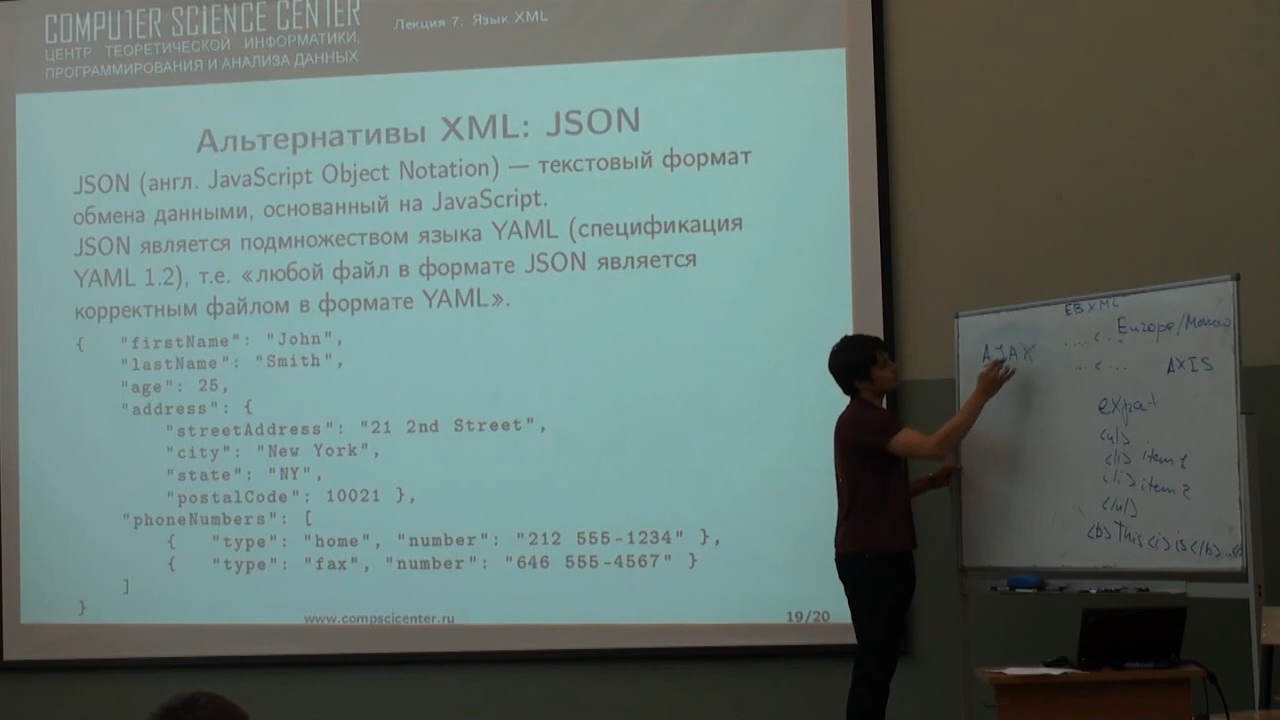 COMPUTER SCIENCE CENTER
ЦЕНТР ТЕОРЕТИЧЕСКОЙ ИНФОРМАТИКИ,
ПРОГРАММИРОВАНИЯ И АНАЛИЗА ДАННЫХ
Лекция 7. Язык XML
Альтернативы XML: JSON
JSON (англ. JavaScript Object Notation) — текстовый формат
обмена данными, основанный на JavaScript.
JSON является подмножеством языка YAML (спецификация
YAML 1.2), т.е. «любой файл в формате JSON является
корректным файлом в формате YAML».
{ "firstName": "John",
"lastName": "Smith",
"age": 25,
"address": {
"streetAddress": "21 2nd Street",
"city": "New York",
"state": "NY",
"postalCode": 10021 },
"phoneNumbers": [
{ "type": "home", "number": "212 555-1234" },
{ "type": "fax", "number": "646 555-4567" }
]
}
www.compscicenter.ru
19/20
EBXML
Europe/Moscow
AJAX
AXIS
expat
<ul>
<li> item 1
<li> item 2
</ul>
<b>This<i>is</b>